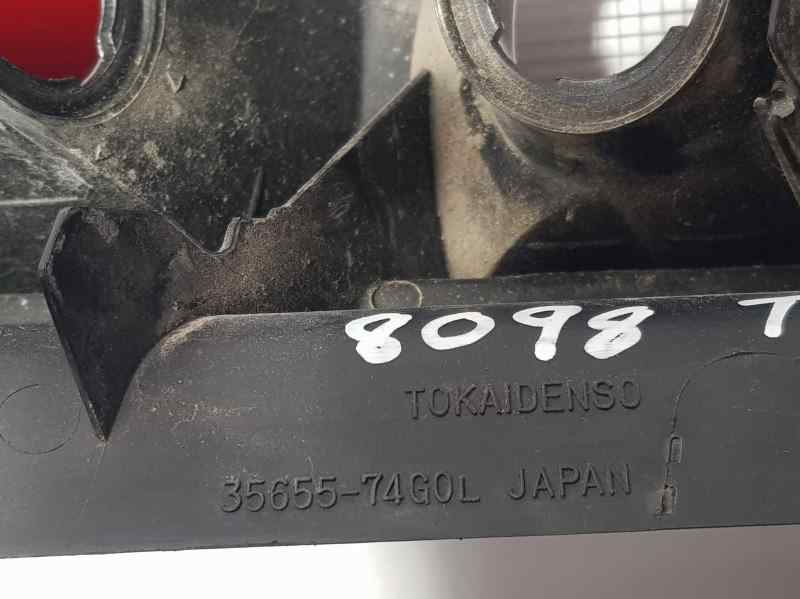 8098 T
TOKAIDENSO
35655-74G0L JAPAN